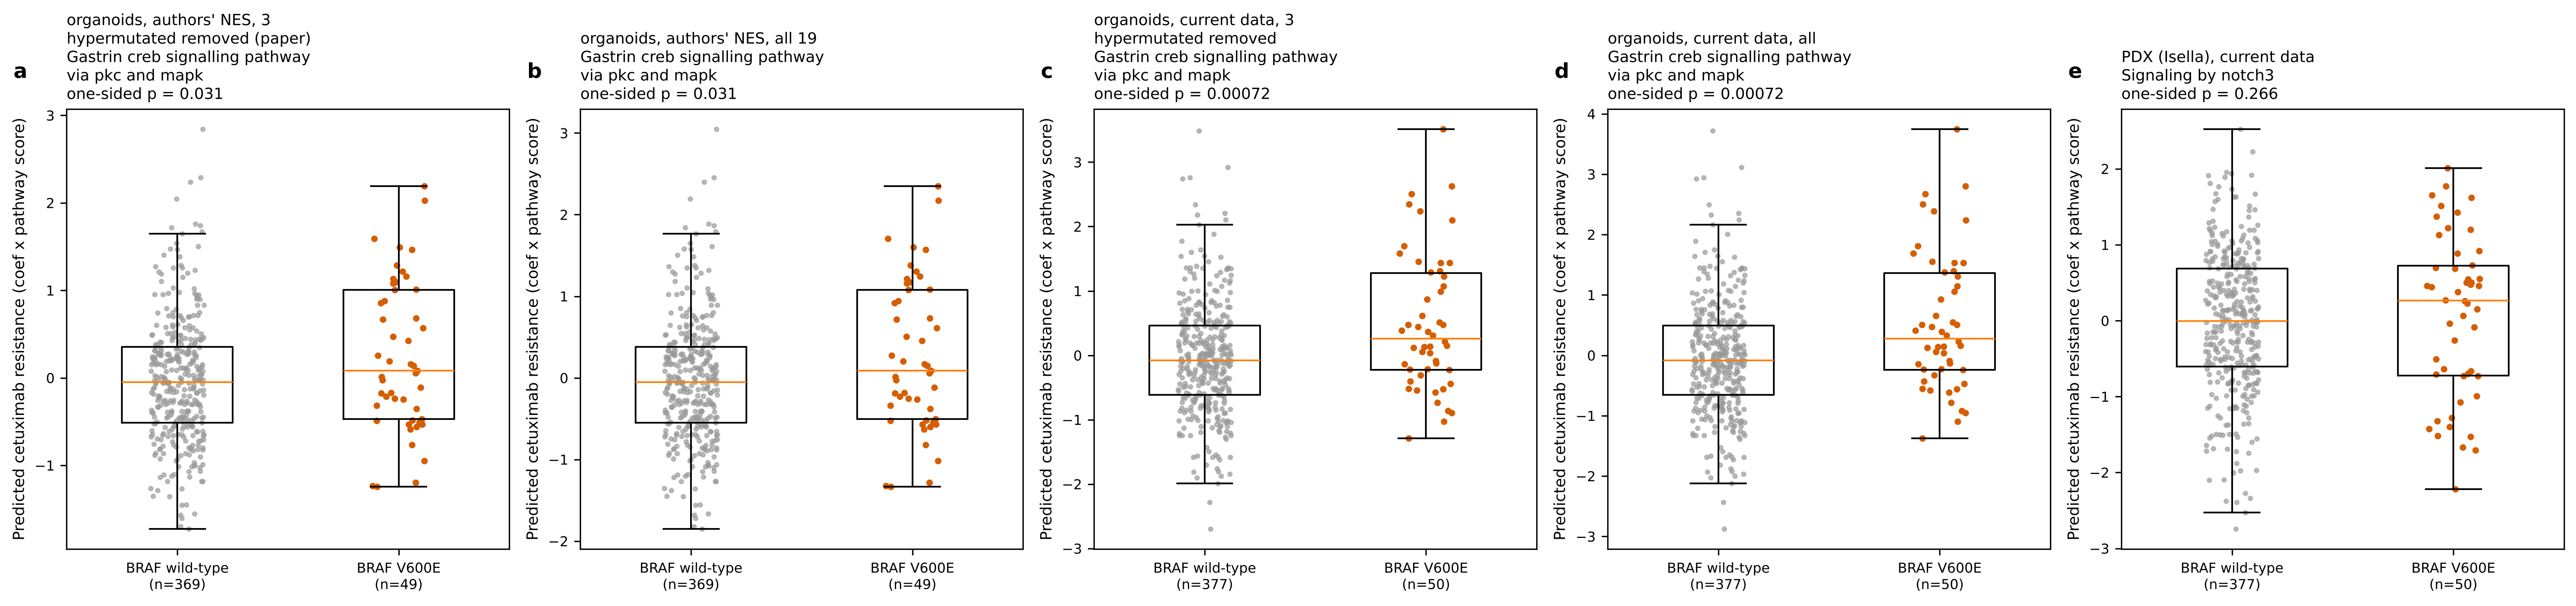 a
organoids, authors' NES, 3
hypermutated removed (paper)
Gastrin creb signalling pathway
via pkc and mapk
one-sided p = 0.031
Predicted cetuximab resistance (coef x pathway score)
3
2
1
0
−1
BRAF wild-type
(n=369)
BRAF V600E
(n=49)
b
organoids, authors' NES, all 19
Gastrin creb signalling pathway
via pkc and mapk
one-sided p = 0.031
Predicted cetuximab resistance (coef x pathway score)
3
2
1
0
−1
−2
BRAF wild-type
(n=369)
BRAF V600E
(n=49)
c
organoids, current data, 3
hypermutated removed
Gastrin creb signalling pathway
via pkc and mapk
one-sided p = 0.00072
Predicted cetuximab resistance (coef x pathway score)
3
2
1
0
−1
−2
−3
BRAF wild-type
(n=377)
BRAF V600E
(n=50)
d
organoids, current data, all
Gastrin creb signalling pathway
via pkc and mapk
one-sided p = 0.00072
Predicted cetuximab resistance (coef x pathway score)
4
3
2
1
0
−1
−2
−3
BRAF wild-type
(n=377)
BRAF V600E
(n=50)
e
PDX (Isella), current data
Signaling by notch3
one-sided p = 0.266
Predicted cetuximab resistance (coef x pathway score)
2
1
0
−1
−2
−3
BRAF wild-type
(n=377)
BRAF V600E
(n=50)